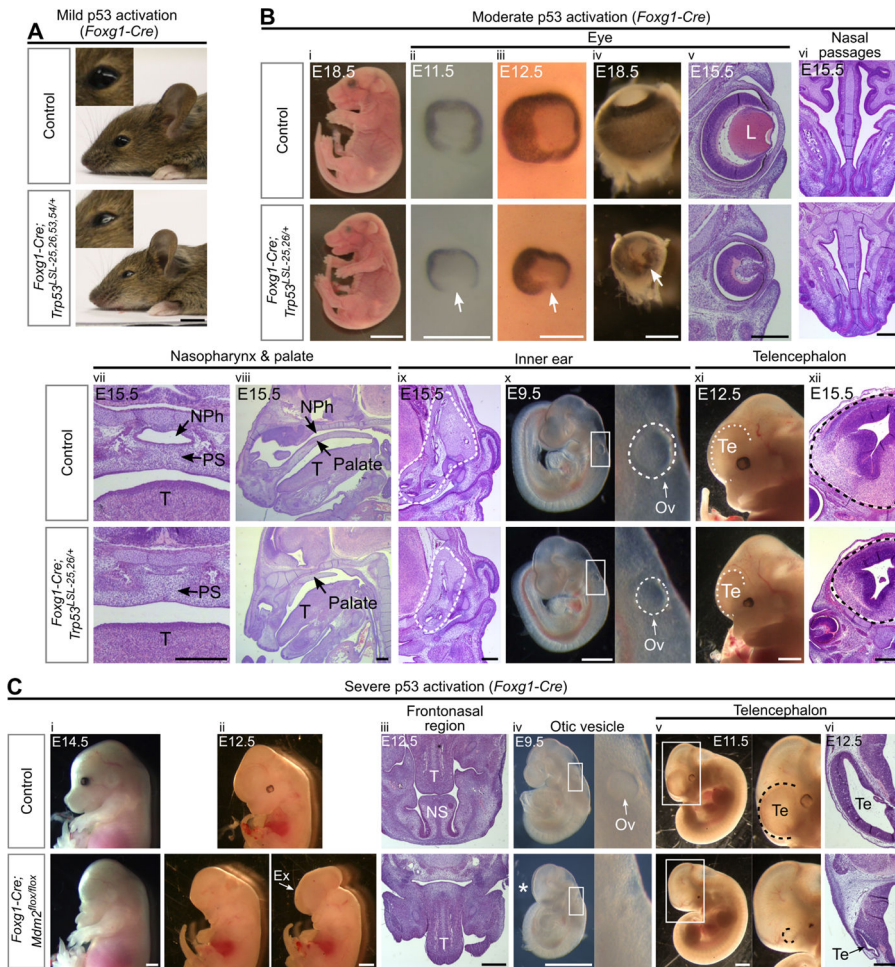 A
Mild p53 activation
(Foxg1-Cre)
Control
Foxg1-Cre;
Trp53LSL-25,26,53,54/+
B
Moderate p53 activation (Foxg1-Cre)
Eye
Nasal
passages
i
ii
iii
iv
v
vi
E18.5
E11.5
E12.5
E18.5
E15.5
E15.5
Control
L
Foxg1-Cre;
Trp53LSL-25,26/+
Nasopharynx & palate
Inner ear
Telencephalon
vii
viii
ix
x
xi
xii
E15.5
E15.5
E15.5
E9.5
E12.5
E15.5
Control
NPh
PS
T
NPh
T
Palate
Ov
Te
Foxg1-Cre;
Trp53LSL-25,26/+
PS
T
T
Palate
Ov
Te
C
Severe p53 activation (Foxg1-Cre)
Frontonasal
region
Otic vesicle
Telencephalon
i
ii
iii
iv
v
vi
E14.5
E12.5
E12.5
E9.5
E11.5
E12.5
Control
T
NS
Ov
Te
Te
Foxg1-Cre;
Mdm2flox/flox
Ex
T
*
Te